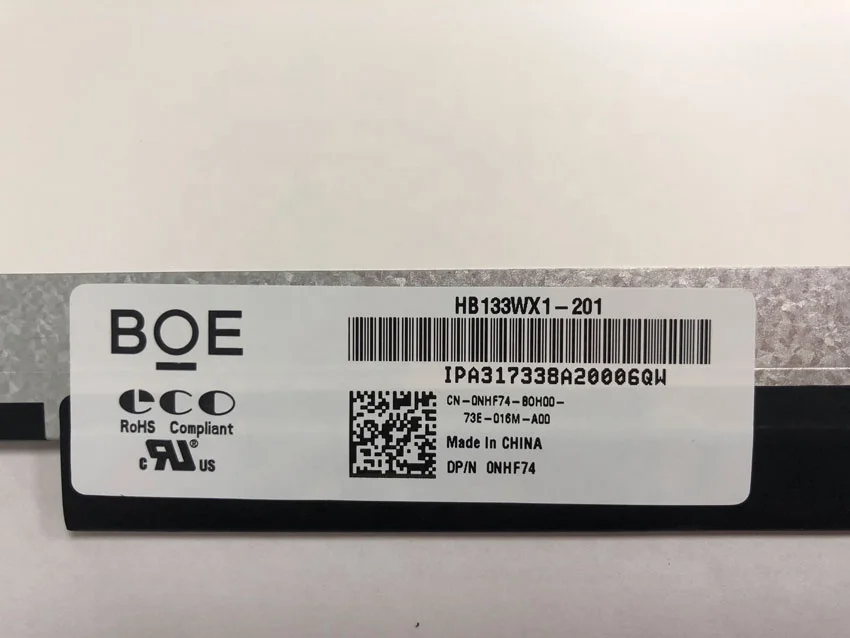 BOE
eco
RoHS Compliant
c RU® US
HB133WX1-201
IPA317338A20006QW
CN-0NHF74-BOH00-
73E-016M-A00
Made In CHINA
DP/N 0NHF74